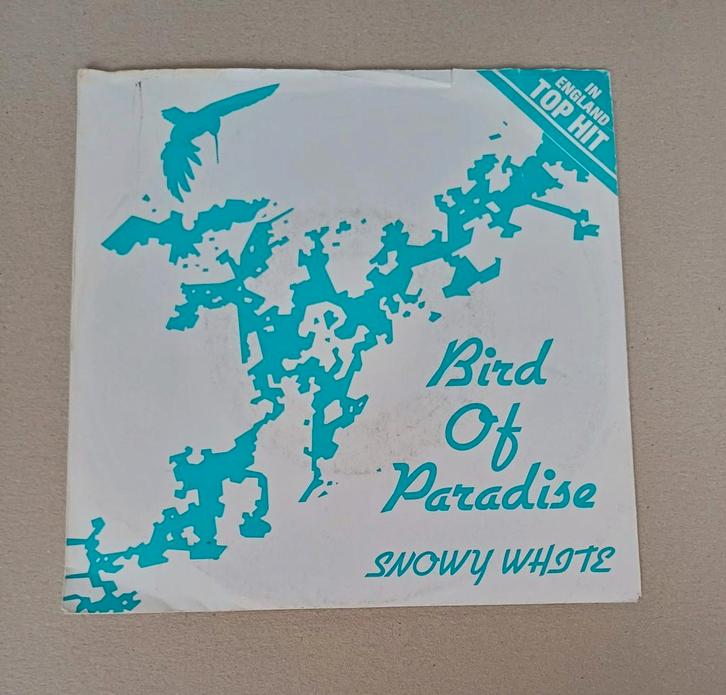 IN
ENGLAND
TOP HIT
Bird
Of
Paradise
SNOWY WHITE